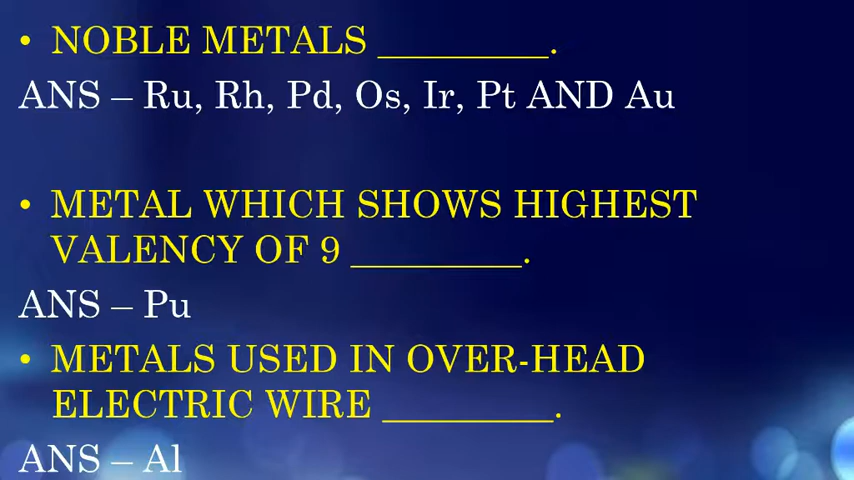 • NOBLE METALS _________.
ANS – Ru, Rh, Pd, Os, Ir, Pt AND Au
• METAL WHICH SHOWS HIGHEST
VALENCY OF 9 _________.
ANS – Pu
• METALS USED IN OVER-HEAD
ELECTRIC WIRE _________.
ANS – Al